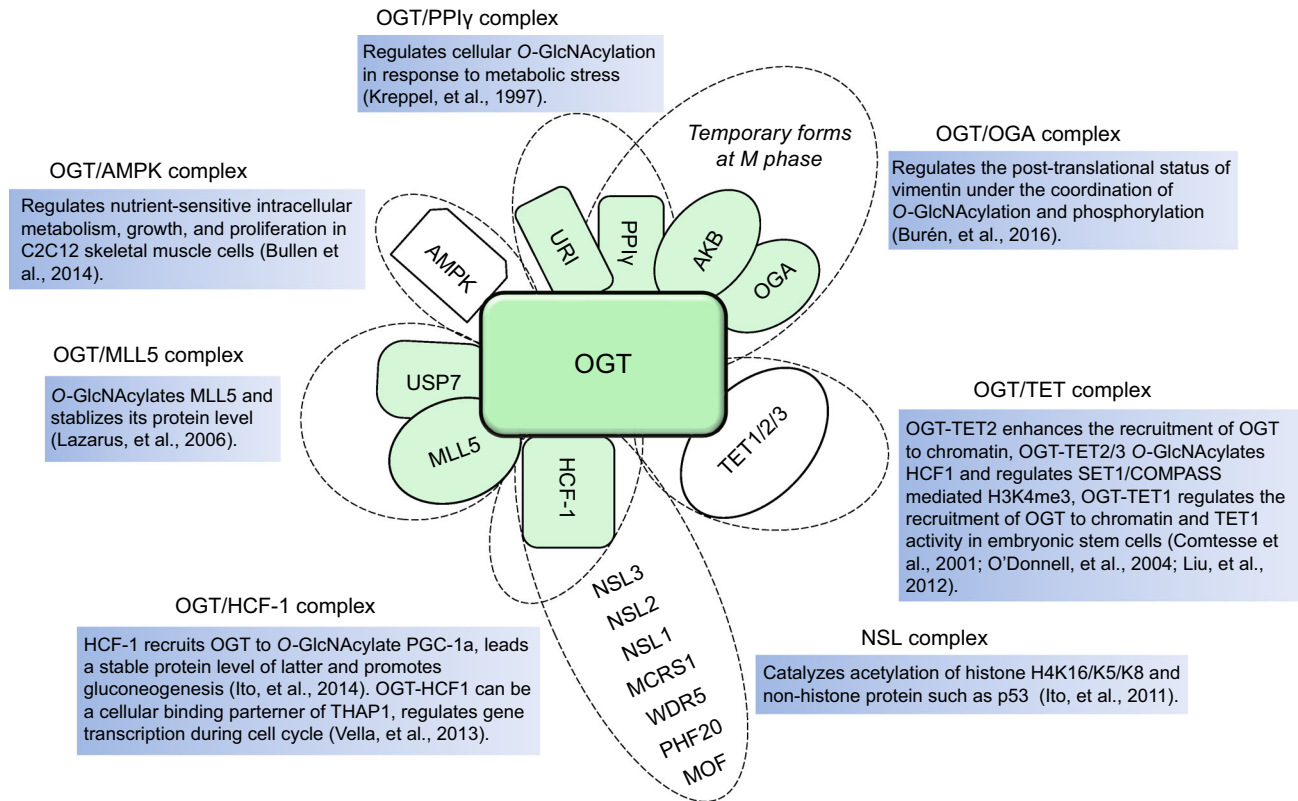 OGT/PPIγ complex
Regulates cellular O-GlcNAcylation
in response to metabolic stress
(Kreppel, et al., 1997).
Temporary forms
at M phase
OGT/OGA complex
Regulates the post-translational status of
vimentin under the coordination of
O-GlcNAcylation and phosphorylation
(Burén, et al., 2016).
OGT/AMPK complex
Regulates nutrient-sensitive intracellular
metabolism, growth, and proliferation in
C2C12 skeletal muscle cells (Bullen et
al., 2014).
AMPK
URI
PPIγ
AKB
OGA
OGT
OGT/MLL5 complex
O-GlcNAcylates MLL5 and
stablizes its protein level
(Lazarus, et al., 2006).
USP7
MLL5
HCF-1
TET1/2/3
OGT/TET complex
OGT-TET2 enhances the recruitment of OGT
to chromatin, OGT-TET2/3 O-GlcNAcylates
HCF1 and regulates SET1/COMPASS
mediated H3K4me3, OGT-TET1 regulates the
recruitment of OGT to chromatin and TET1
activity in embryonic stem cells (Comtesse et
al., 2001; O’Donnell, et al., 2004; Liu, et al.,
2012).
OGT/HCF-1 complex
HCF-1 recruits OGT to O-GlcNAcylate PGC-1a, leads
a stable protein level of latter and promotes
gluconeogenesis (Ito, et al., 2014). OGT-HCF1 can be
a cellular binding parterner of THAP1, regulates gene
transcription during cell cycle (Vella, et al., 2013).
NSL3
NSL2
NSL1
MCRS1
WDR5
PHF20
MOF
NSL complex
Catalyzes acetylation of histone H4K16/K5/K8 and
non-histone protein such as p53 (Ito, et al., 2011).